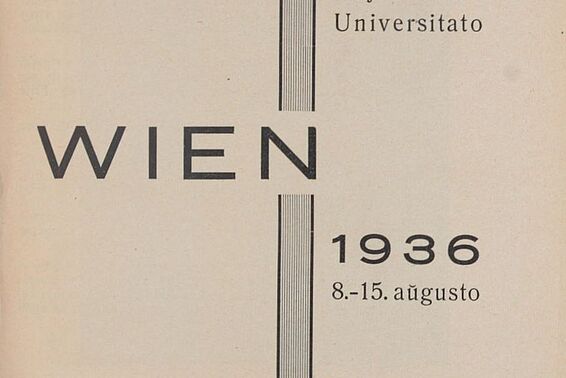 Universitato
WIEN
1936
8.-15. aŭgusto